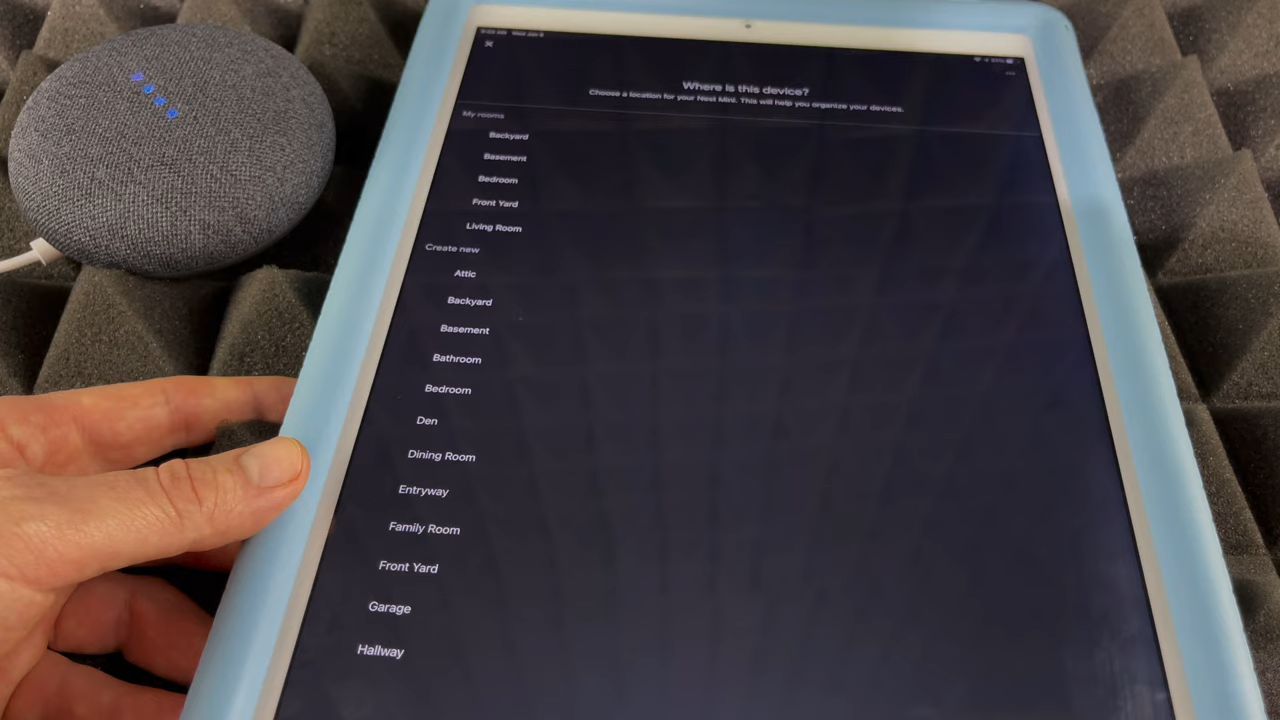 Where is this device?
Choose a location for your Nest Mini. This will help you organize your devices.
My rooms
Backyard
Basement
Bedroom
Front Yard
Living Room
Create new
Attic
Backyard
Basement
Bathroom
Bedroom
Den
Dining Room
Entryway
Family Room
Front Yard
Garage
Hallway